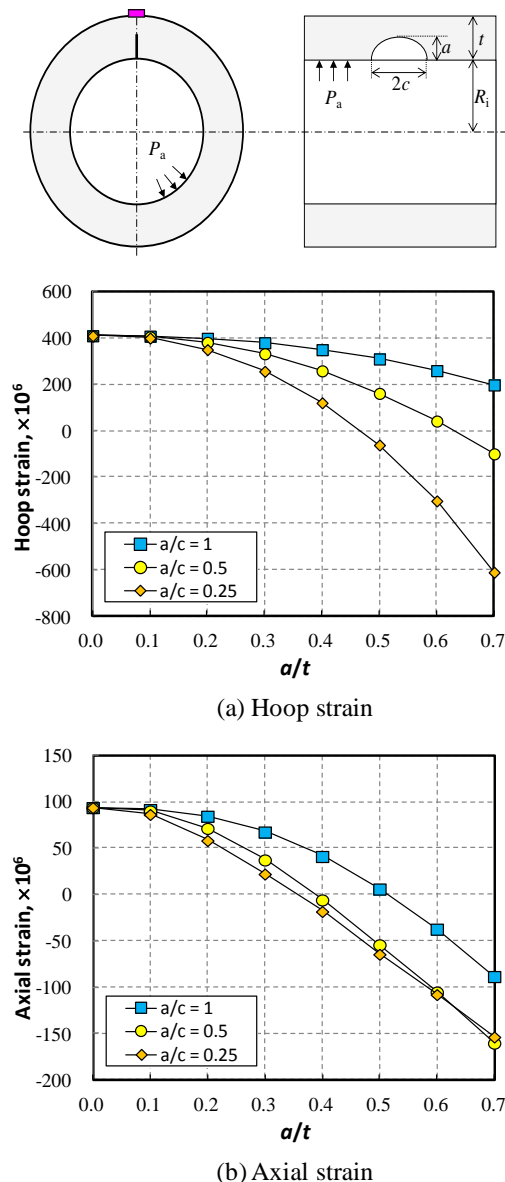 a
t
2c
P_a
R_i
P_a
600
400
200
0
-200
-400
-600
-800
Hoop strain, ×10⁶
a/c = 1
a/c = 0.5
a/c = 0.25
0.0 0.1 0.2 0.3 0.4 0.5 0.6 0.7
a/t
(a) Hoop strain
150
100
50
0
-50
-100
-150
-200
Axial strain, ×10⁶
a/c = 1
a/c = 0.5
a/c = 0.25
0.0 0.1 0.2 0.3 0.4 0.5 0.6 0.7
a/t
(b) Axial strain